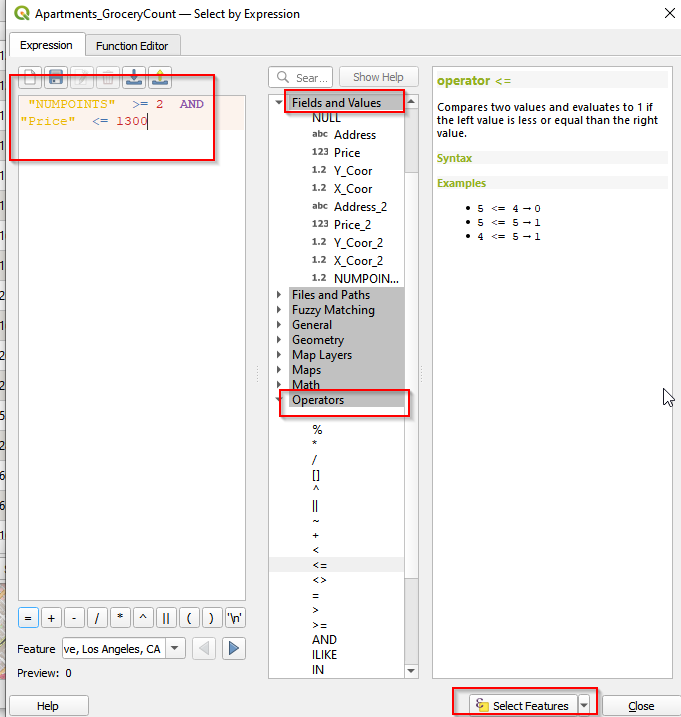 Apartments_GroceryCount — Select by Expression
Expression
Function Editor
"NUMPOINTS" >= 2 AND
"Price" <= 1300
Sear...
Show Help
Fields and Values
NULL
abc Address
123 Price
1.2 Y_Coor
1.2 X_Coor
abc Address_2
123 Price_2
1.2 Y_Coor_2
1.2 X_Coor_2
1.2 NUMPOIN...
Files and Paths
Fuzzy Matching
General
Geometry
Map Layers
Maps
Math
Operators
%
*
/
[]
^
||
~
+
<
<=
<>
=
>
>=
AND
ILIKE
IN
operator <=
Compares two values and evaluates to 1 if
the left value is less or equal than the right
value.
Syntax
Examples
• 5 <= 4 → 0
• 5 <= 5 → 1
• 4 <= 5 → 1
= + - / * ^ || ( ) '\n'
Feature ve, Los Angeles, CA
Preview: 0
Help
Select Features
Close